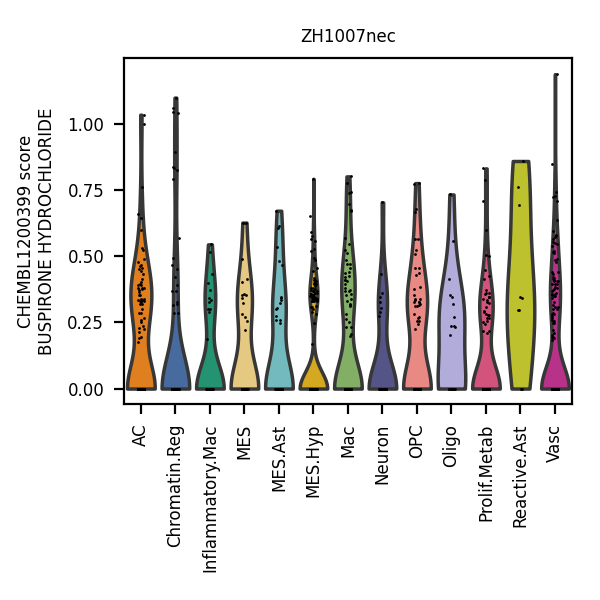 ZH1007nec
CHEMBL1200399 score
BUSPIRONE HYDROCHLORIDE
1.00
0.75
0.50
0.25
0.00
AC
Chromatin.Reg
Inflammatory.Mac
MES
MES.Ast
MES.Hyp
Mac
Neuron
OPC
Oligo
Prolif.Metab
Reactive.Ast
Vasc